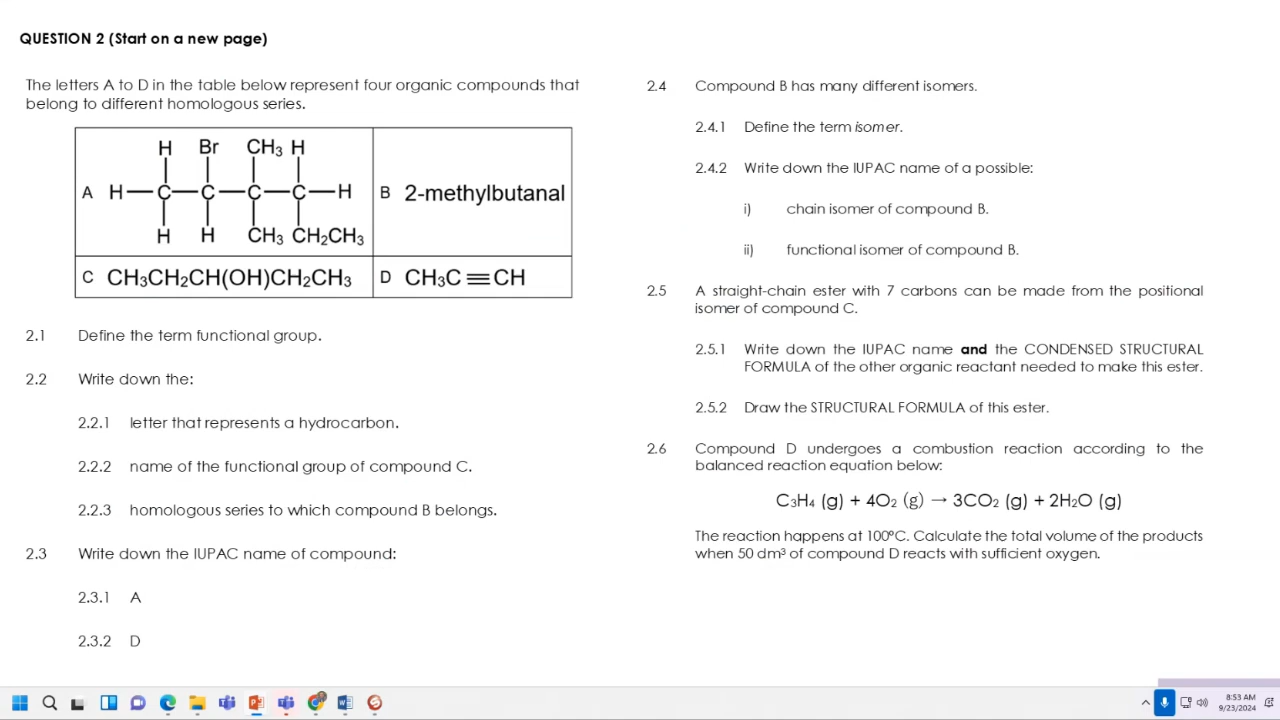 QUESTION 2 (Start on a new page)
The letters A to D in the table below represent four organic compounds that
belong to different homologous series.
H Br CH₃ H
A H—C—C—C—C—H
H H CH₃ CH₂CH₃
B 2-methylbutanal
C CH₃CH₂CH(OH)CH₂CH₃
D CH₃C≡CH
2.1 Define the term functional group.
2.2 Write down the:
2.2.1 letter that represents a hydrocarbon.
2.2.2 name of the functional group of compound C.
2.2.3 homologous series to which compound B belongs.
2.3 Write down the IUPAC name of compound:
2.3.1 A
2.3.2 D
2.4 Compound B has many different isomers.
2.4.1 Define the term isomer.
2.4.2 Write down the IUPAC name of a possible:
i) chain isomer of compound B.
ii) functional isomer of compound B.
2.5 A straight-chain ester with 7 carbons can be made from the positional
isomer of compound C.
2.5.1 Write down the IUPAC name and the CONDENSED STRUCTURAL
FORMULA of the other organic reactant needed to make this ester.
2.5.2 Draw the STRUCTURAL FORMULA of this ester.
2.6 Compound D undergoes a combustion reaction according to the
balanced reaction equation below:
C₃H₄ (g) + 4O₂ (g) → 3CO₂ (g) + 2H₂O (g)
The reaction happens at 100°C. Calculate the total volume of the products
when 50 dm³ of compound D reacts with sufficient oxygen.
8:53 AM
9/23/2024